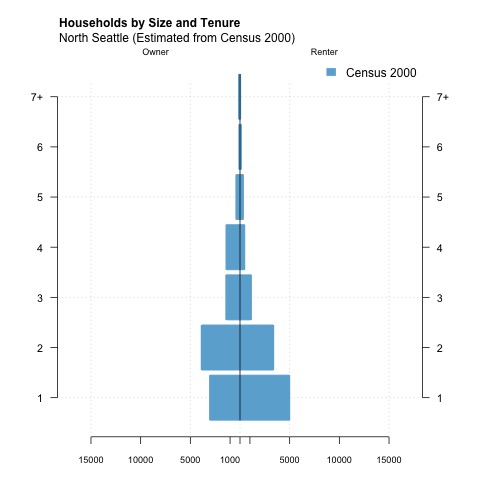 Households by Size and Tenure
North Seattle (Estimated from Census 2000)
Owner Renter
Census 2000
7+ 7+
6 6
5 5
4 4
3 3
2 2
1 1
15000 10000 5000 1000 5000 10000 15000